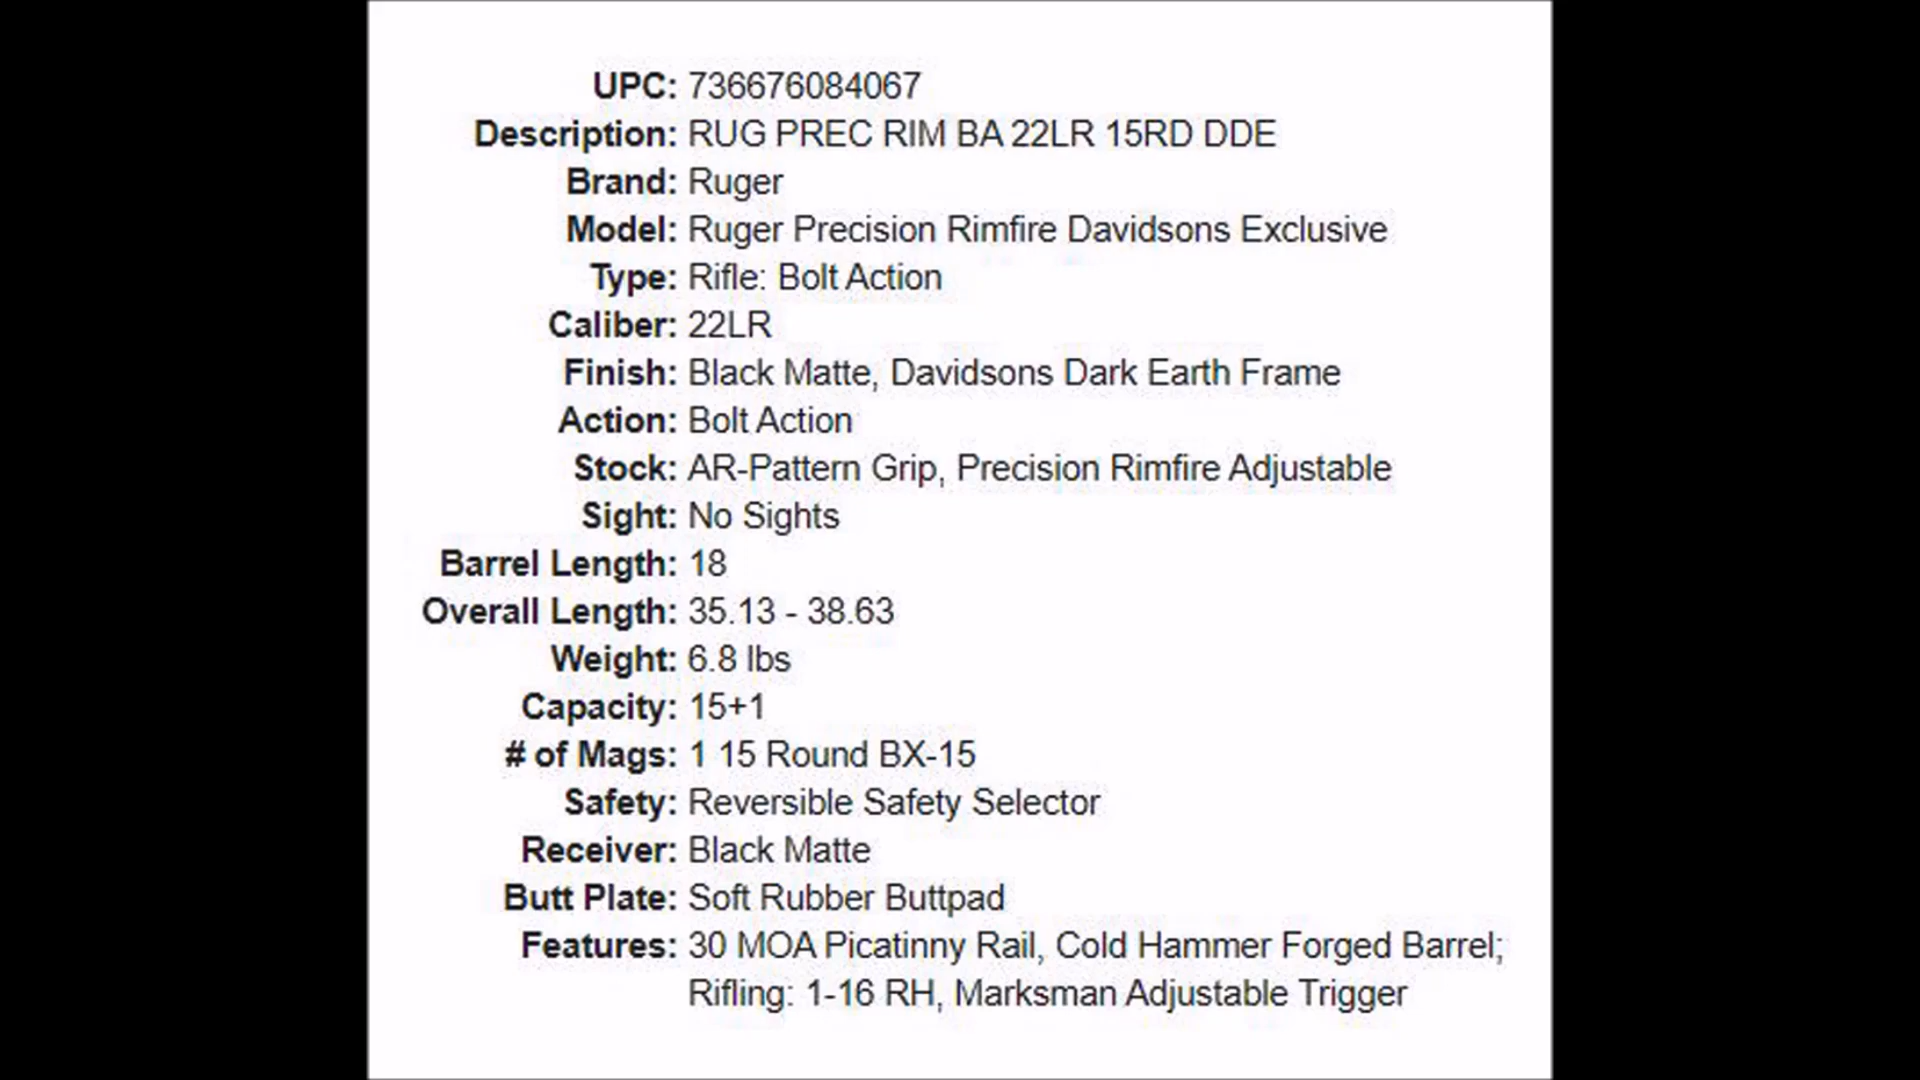 UPC: 736676084067
Description: RUG PREC RIM BA 22LR 15RD DDE
Brand: Ruger
Model: Ruger Precision Rimfire Davidsons Exclusive
Type: Rifle: Bolt Action
Caliber: 22LR
Finish: Black Matte, Davidsons Dark Earth Frame
Action: Bolt Action
Stock: AR-Pattern Grip, Precision Rimfire Adjustable
Sight: No Sights
Barrel Length: 18
Overall Length: 35.13 - 38.63
Weight: 6.8 lbs
Capacity: 15+1
# of Mags: 1 15 Round BX-15
Safety: Reversible Safety Selector
Receiver: Black Matte
Butt Plate: Soft Rubber Buttpad
Features: 30 MOA Picatinny Rail, Cold Hammer Forged Barrel;
Rifling: 1-16 RH, Marksman Adjustable Trigger